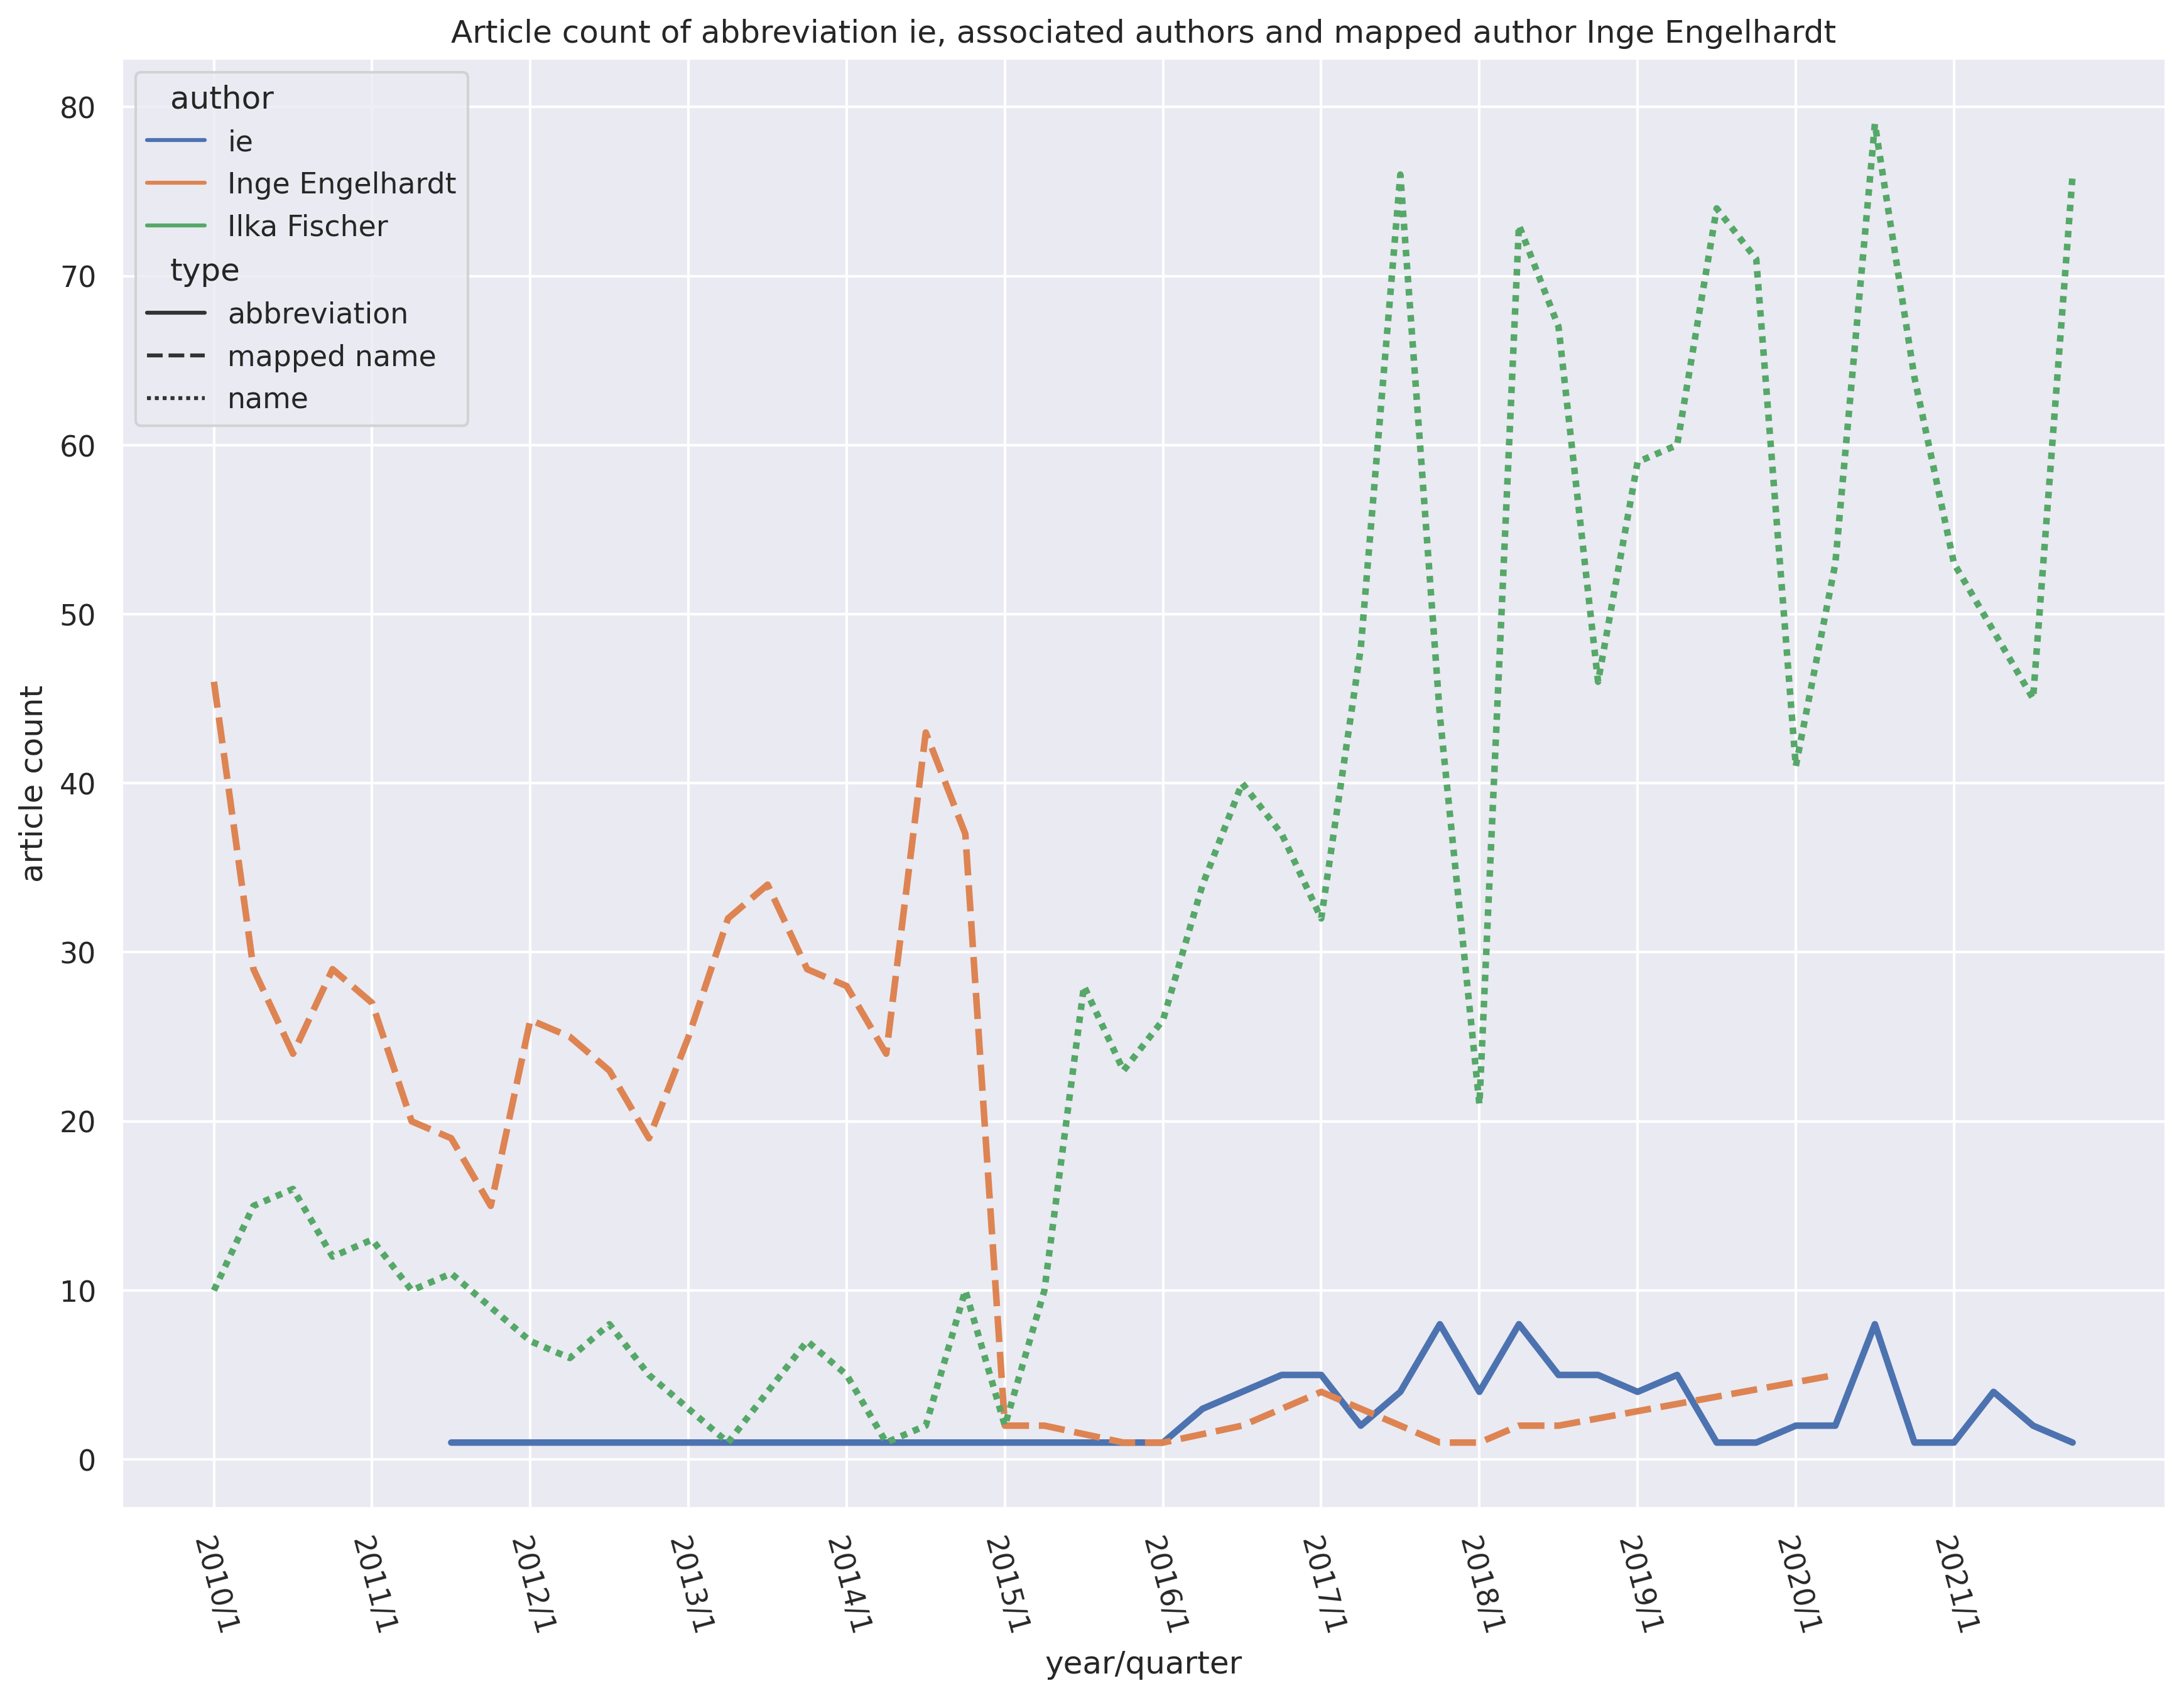 Article count of abbreviation ie, associated authors and mapped author Inge Engelhardt
author
ie
Inge Engelhardt
Ilka Fischer
type
abbreviation
mapped name
name
article count
80
70
60
50
40
30
20
10
0
2010/1
2011/1
2012/1
2013/1
2014/1
2015/1
2016/1
2017/1
2018/1
2019/1
2020/1
2021/1
year/quarter